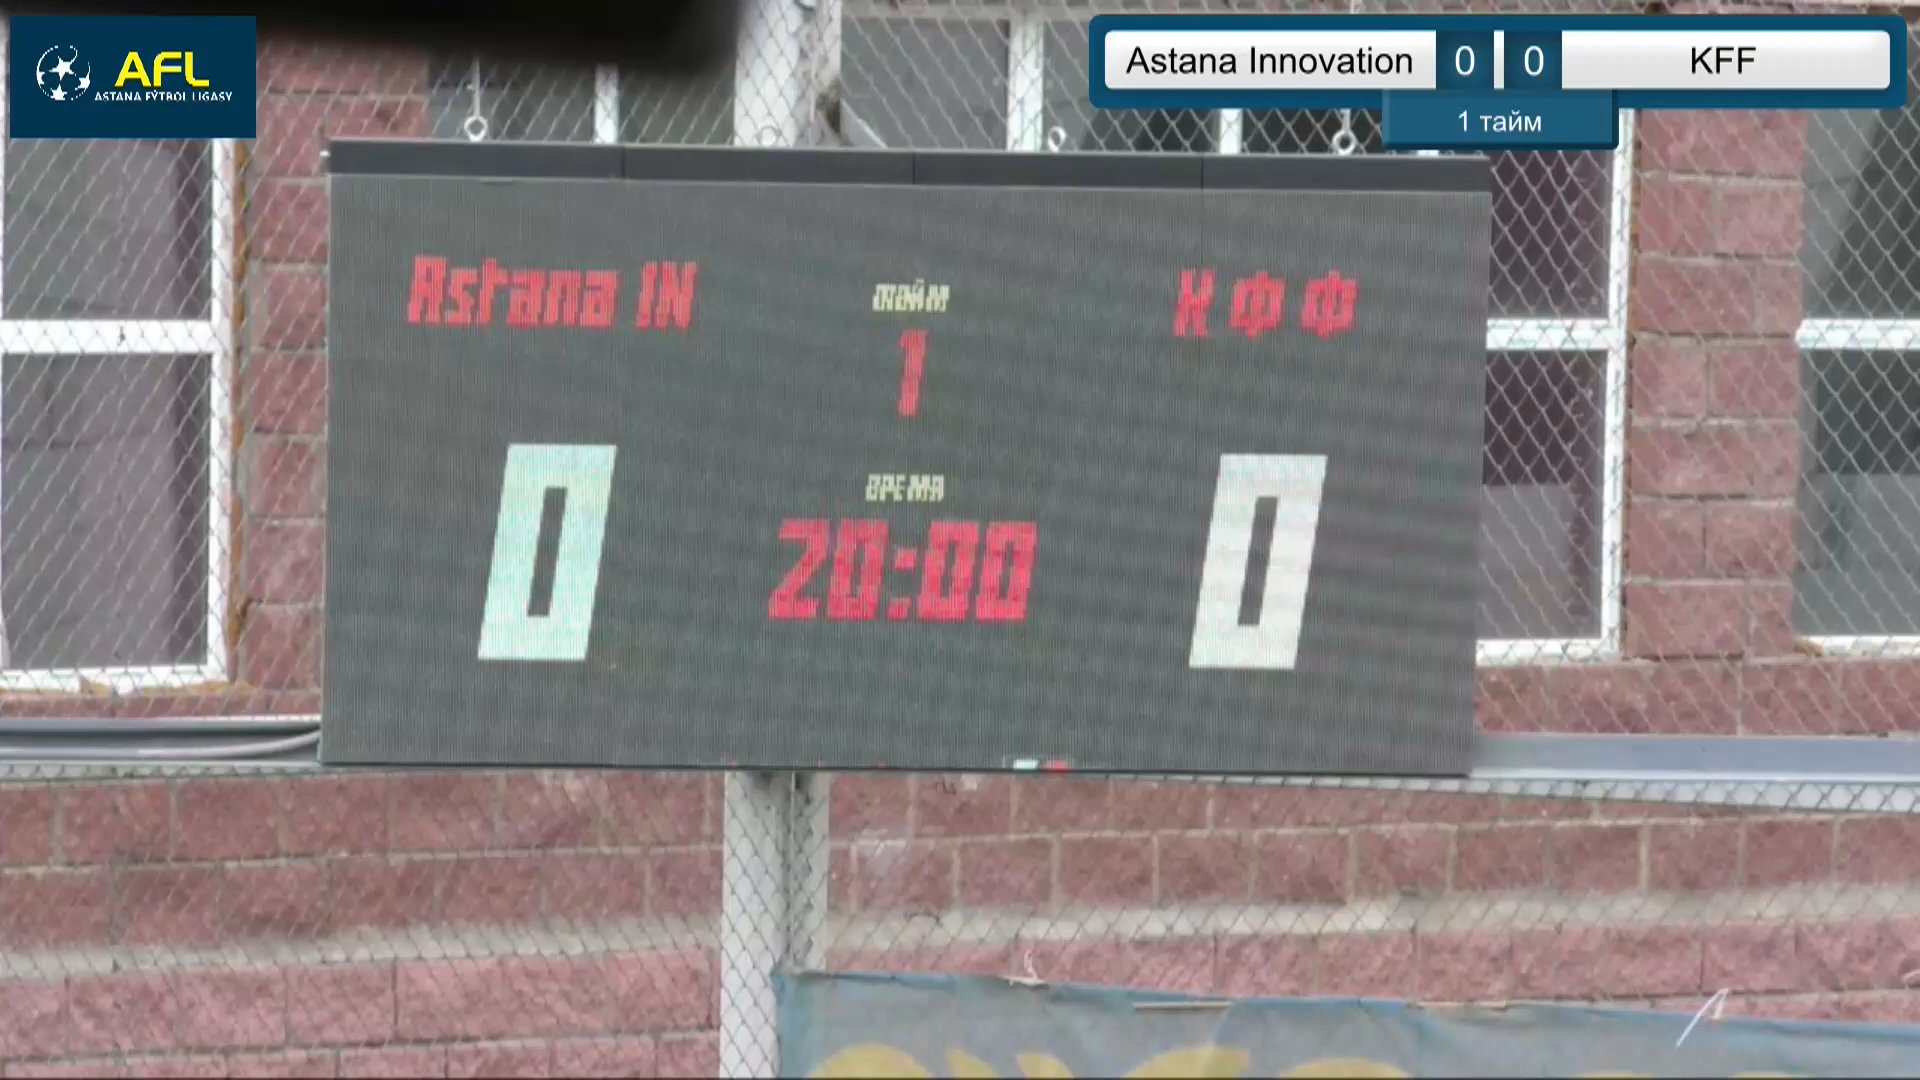 AFL
ASTANA FÝTBOL LIGASY
Astana Innovation 0 0 KFF
1 тайм
Astana IN
тайм
К Ф Ф
1
0
время
20:00
0